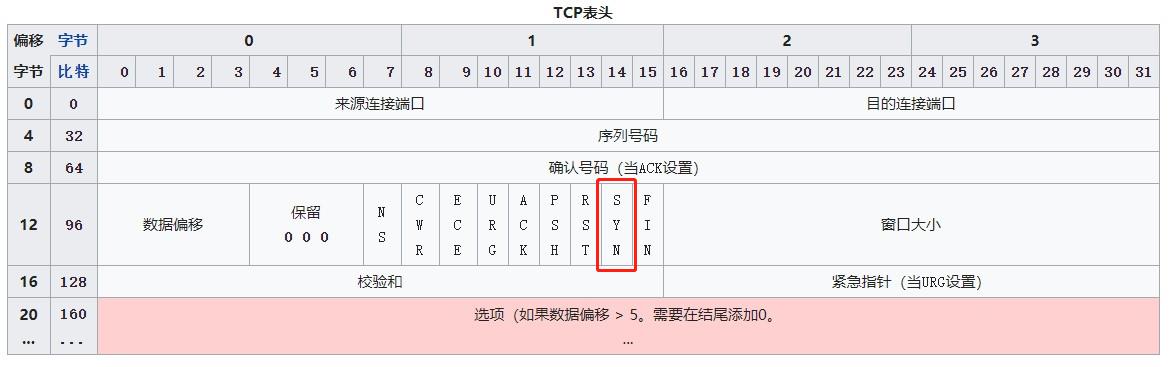 TCP表头
偏移 字节 0 1 2 3
字节 比特 0 1 2 3 4 5 6 7 8 9 10 11 12 13 14 15 16 17 18 19 20 21 22 23 24 25 26 27 28 29 30 31
0 0 来源连接端口 目的连接端口
4 32 序列号码
8 64 确认号码（当ACK设置）
12 96 数据偏移 保留 0 0 0 NS CWR ECE URG ACK PSH RST SYN FIN 窗口大小
16 128 校验和 紧急指针（当URG设置）
20 160 选项（如果数据偏移 > 5。需要在结尾添加0。
... ... ...